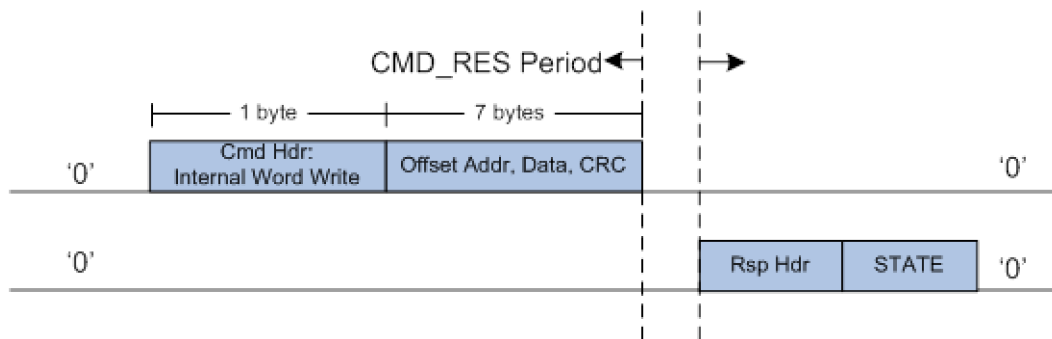 CMD_RES Period
1 byte
7 bytes
‘0’
Cmd Hdr:
Internal Word Write
Offset Addr, Data, CRC
‘0’
‘0’
Rsp Hdr
STATE
‘0’